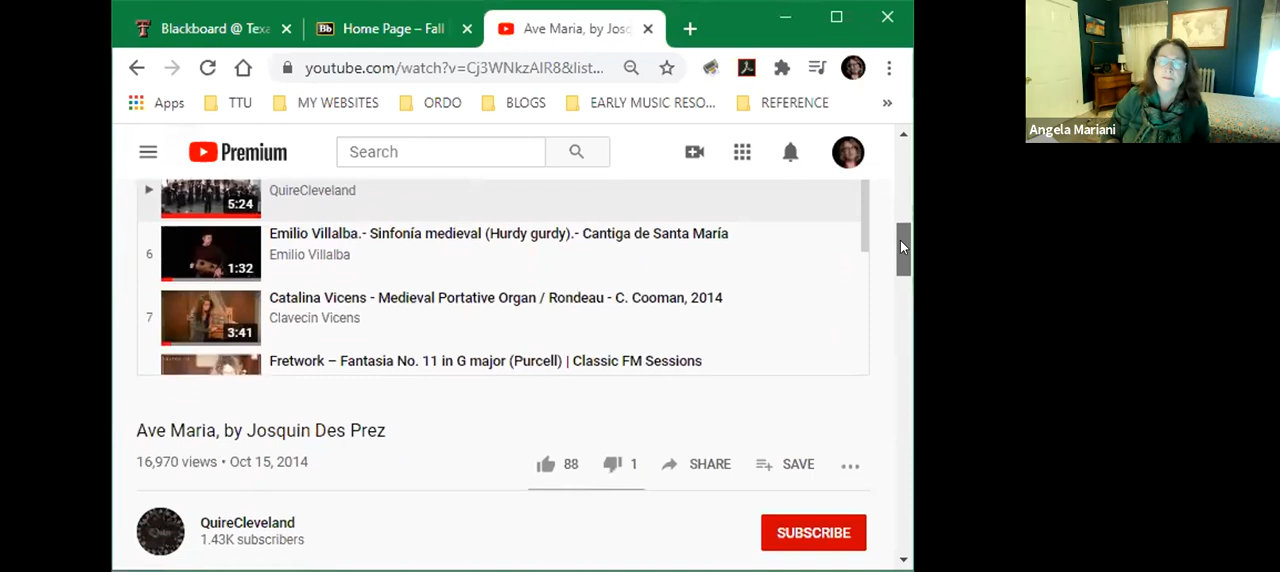 Blackboard @ Texa
Home Page – Fall
Ave Maria, by Josq
youtube.com/watch?v=Cj3WNkzAIR8&list...
Apps
TTU
MY WEBSITES
ORDO
BLOGS
EARLY MUSIC RESO...
REFERENCE
»
Premium
Search
5:24
QuireCleveland
6
1:32
Emilio Villalba.- Sinfonía medieval (Hurdy gurdy).- Cantiga de Santa María
Emilio Villalba
7
3:41
Catalina Vicens - Medieval Portative Organ / Rondeau - C. Cooman, 2014
Clavecin Vicens
Fretwork – Fantasia No. 11 in G major (Purcell) | Classic FM Sessions
Ave Maria, by Josquin Des Prez
16,970 views • Oct 15, 2014
88
1
SHARE
SAVE
QuireCleveland
1.43K subscribers
SUBSCRIBE
Angela Mariani